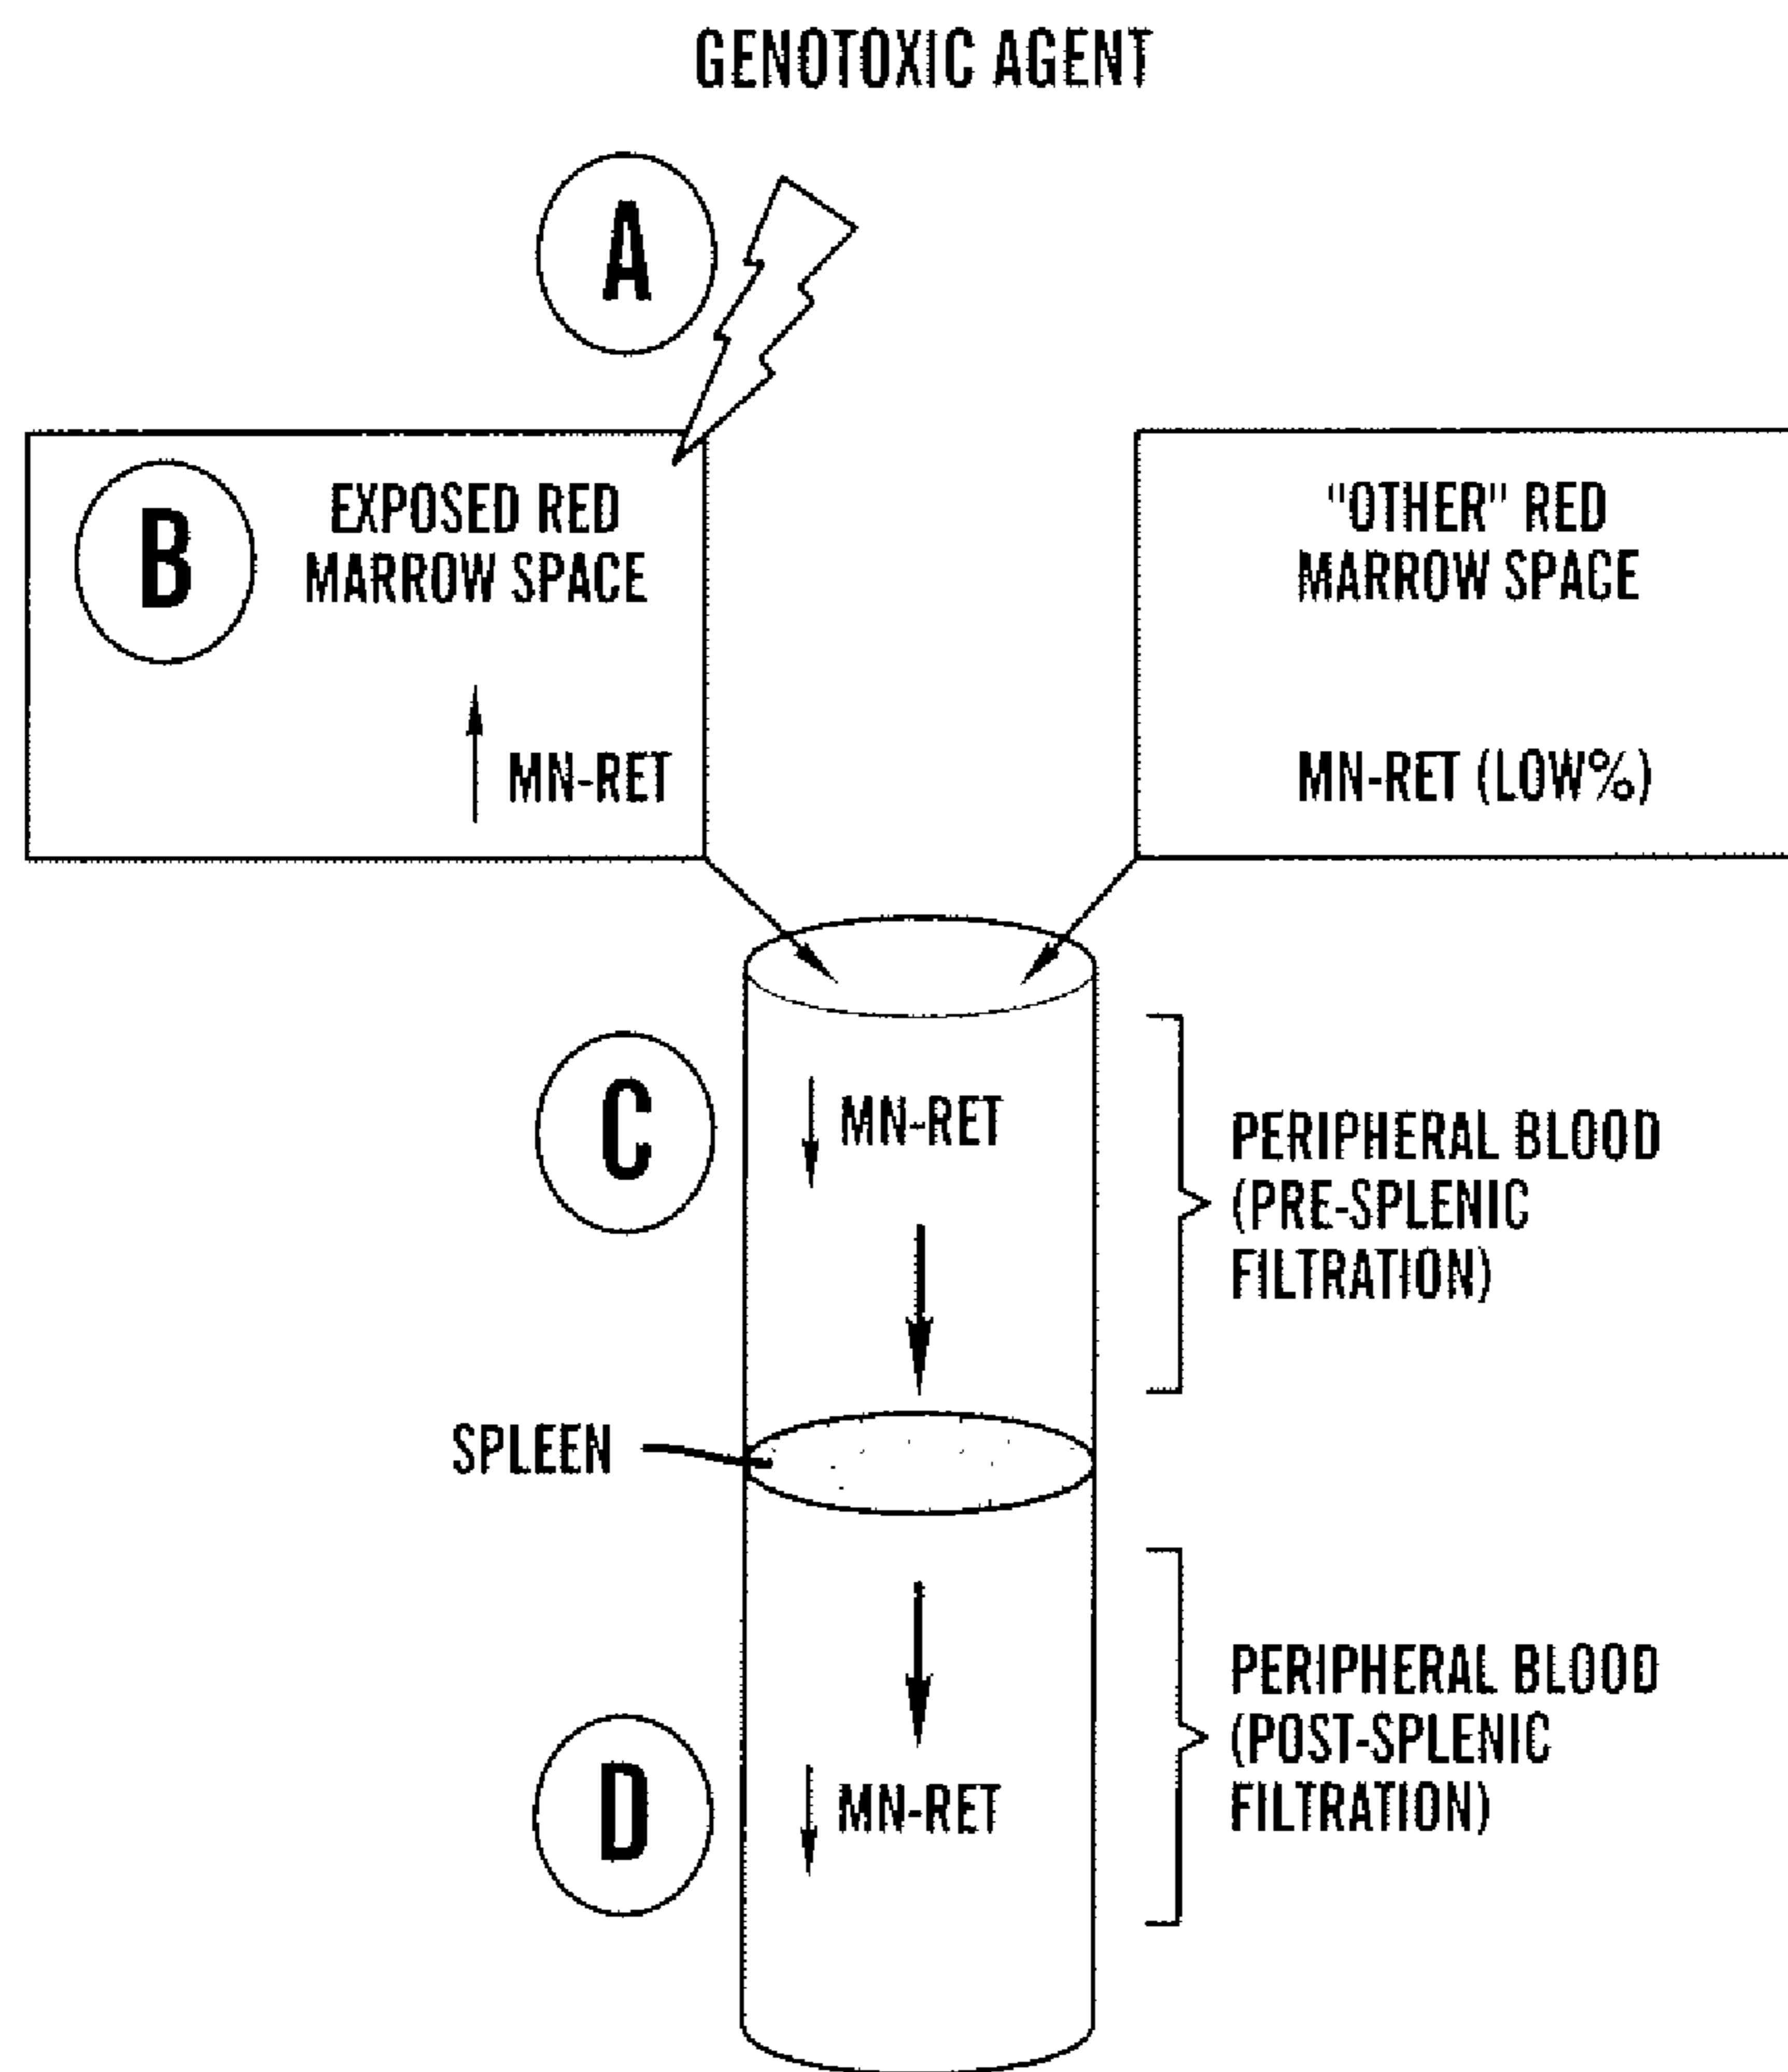 GENOTOXIC AGENT
A
B
EXPOSED RED
MARROW SPACE
↑ MN-RET
"OTHER" RED
MARROW SPACE
MN-RET (LOW%)
C
↓ MN-RET
PERIPHERAL BLOOD
(PRE-SPLENIC
FILTRATION)
SPLEEN
D
↓ MN-RET
PERIPHERAL BLOOD
(POST-SPLENIC
FILTRATION)